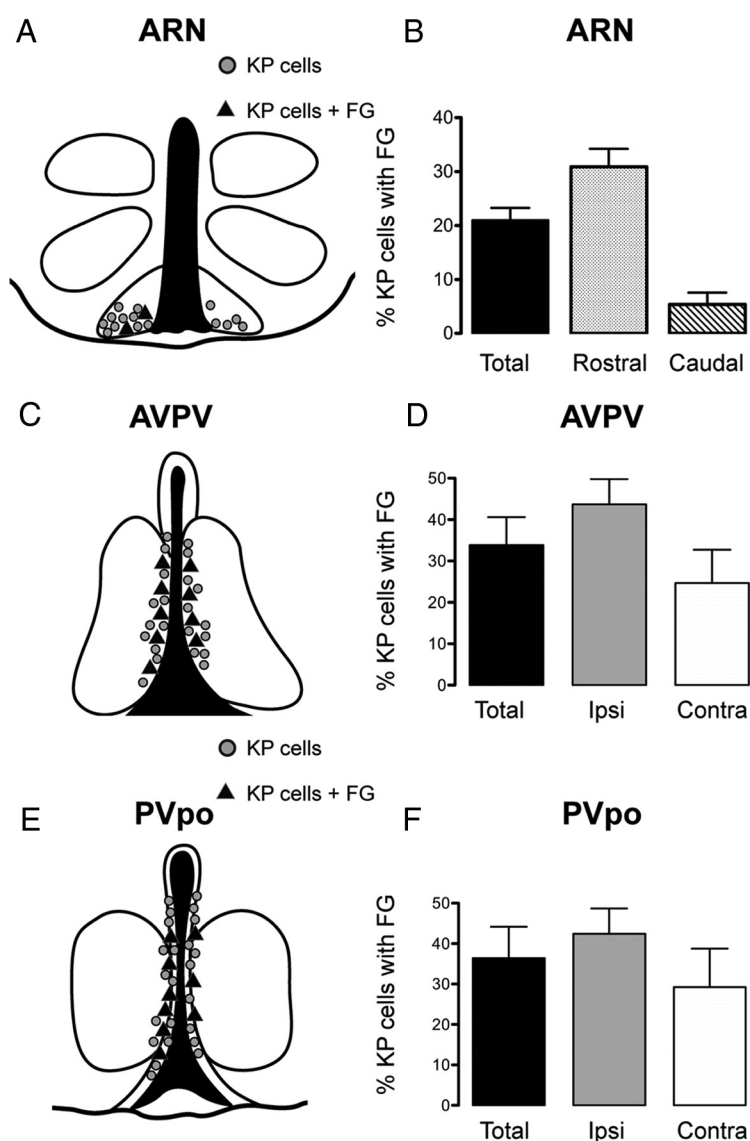 A
ARN
KP cells
KP cells + FG
B
ARN
% KP cells with FG
40
30
20
10
0
Total Rostral Caudal
C
AVPV
D
AVPV
% KP cells with FG
50
40
30
20
10
0
Total Ipsi Contra
KP cells
KP cells + FG
E
PVpo
F
PVpo
% KP cells with FG
50
40
30
20
10
0
Total Ipsi Contra